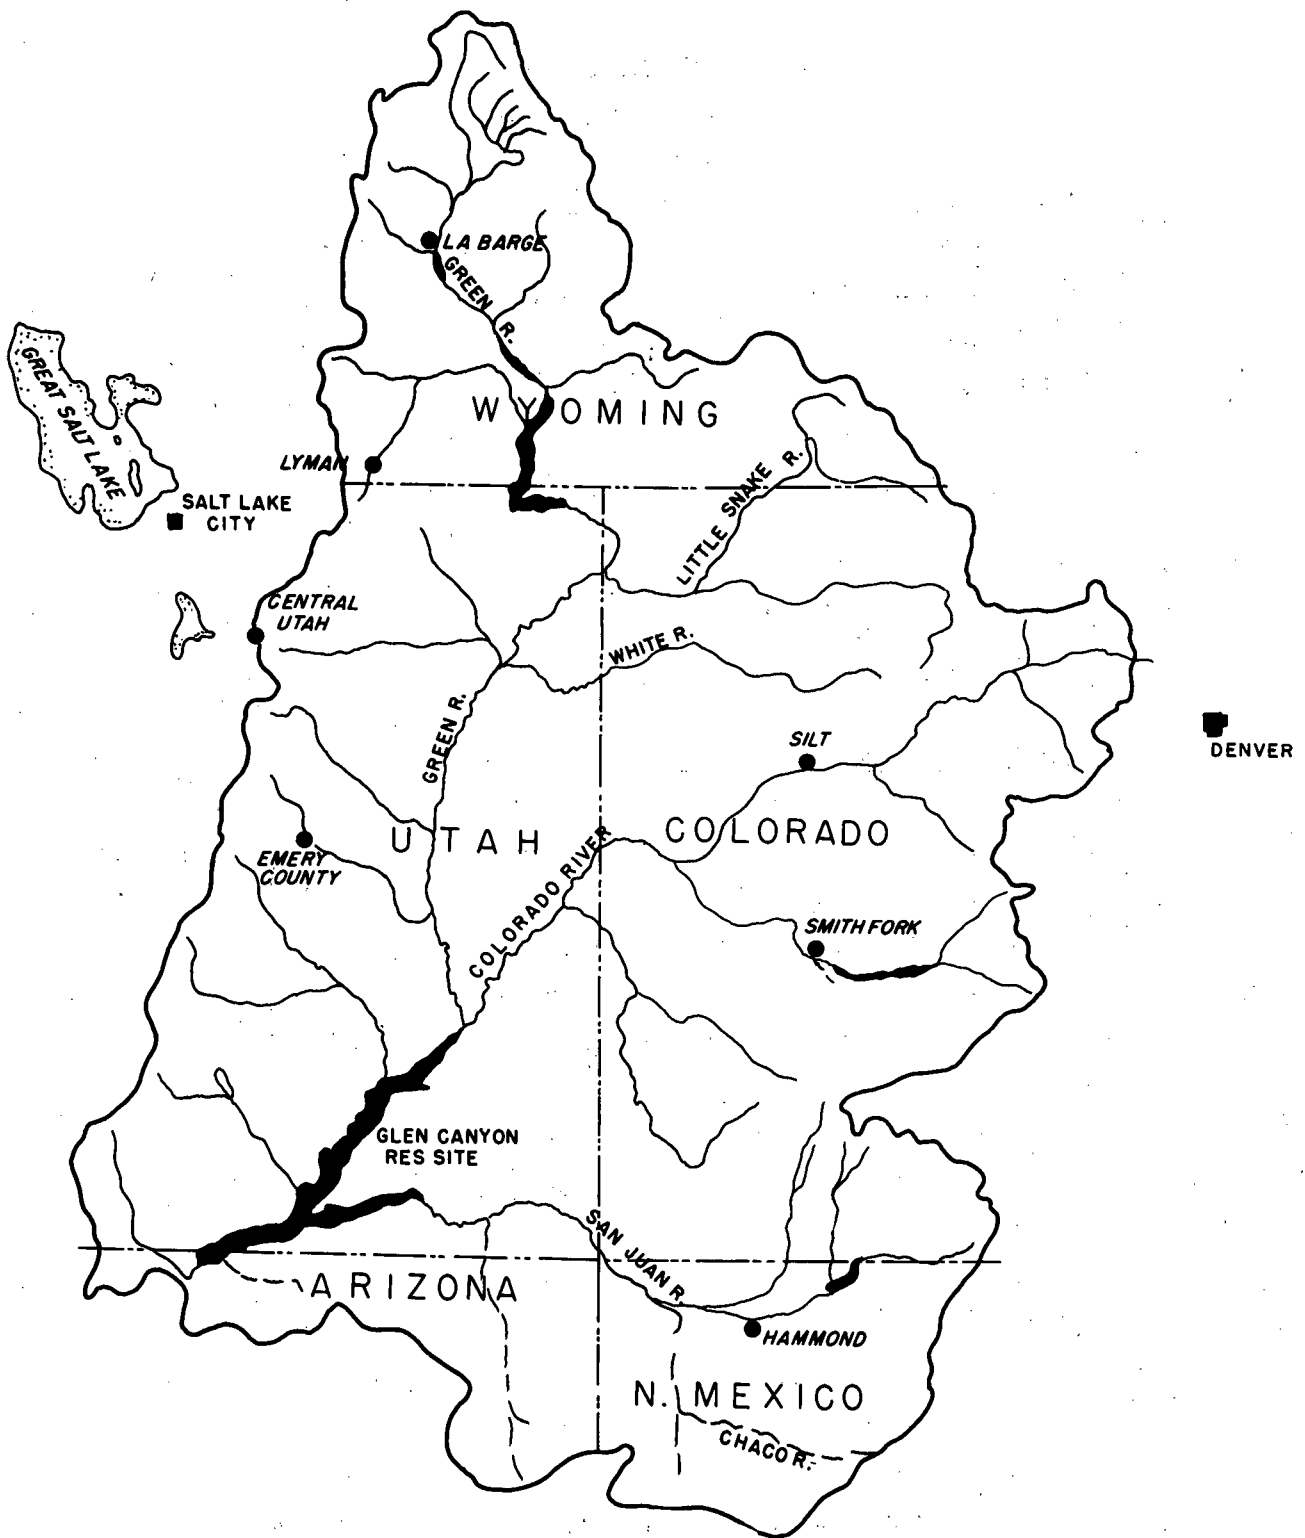 LA BARGE
GREEN R.
GREAT SALT LAKE
WYOMING
LYMAN
SALT LAKE
CITY
LITTLE SNAKE R.
CENTRAL
UTAH
WHITE R.
GREEN R.
SILT
DENVER
UTAH
COLORADO
EMERY
COUNTY
COLORADO RIVER
SMITH FORK
GLEN CANYON
RES SITE
SAN JUAN R.
ARIZONA
HAMMOND
N. MEXICO
CHACO R.